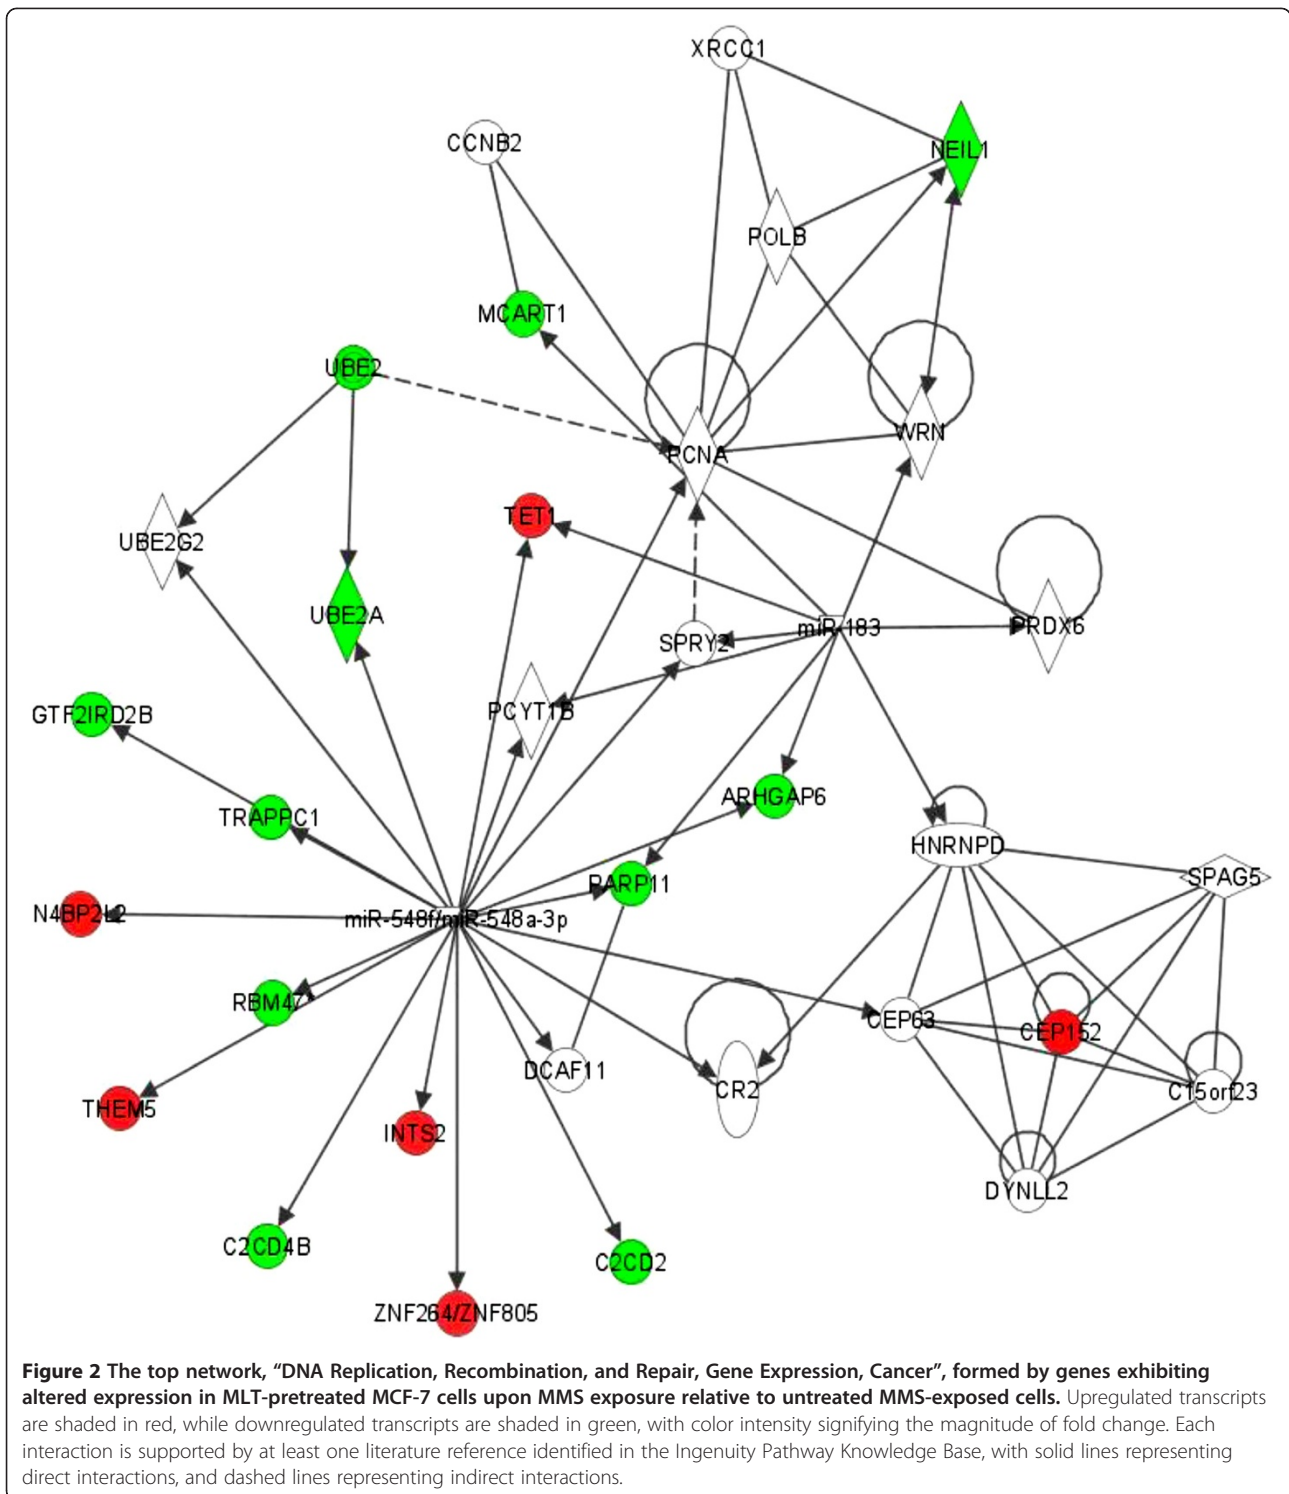 XRCC1
CCNB2
NEIL1
POLB
MCART1
UBE2
WRN
PCNA
TET1
UBE2G2
UBE2A
miR-183
PRDX6
SPRY2
PCYT1B
GTF2IRD2B
ARHGAP6
TRAPPC1
HNRNPD
SPAG5
PARP11
N4BP2L2
miR-548f/miR-548a-3p
RBM47
CEP63
CEP152
DCAF11
CR2
C15orf23
THEM5
INTS2
DYNLL2
C2CD4B
C2CD2
ZNF264/ZNF805
Figure 2 The top network, “DNA Replication, Recombination, and Repair, Gene Expression, Cancer”, formed by genes exhibiting
altered expression in MLT-pretreated MCF-7 cells upon MMS exposure relative to untreated MMS-exposed cells. Upregulated transcripts
are shaded in red, while downregulated transcripts are shaded in green, with color intensity signifying the magnitude of fold change. Each
interaction is supported by at least one literature reference identified in the Ingenuity Pathway Knowledge Base, with solid lines representing
direct interactions, and dashed lines representing indirect interactions.